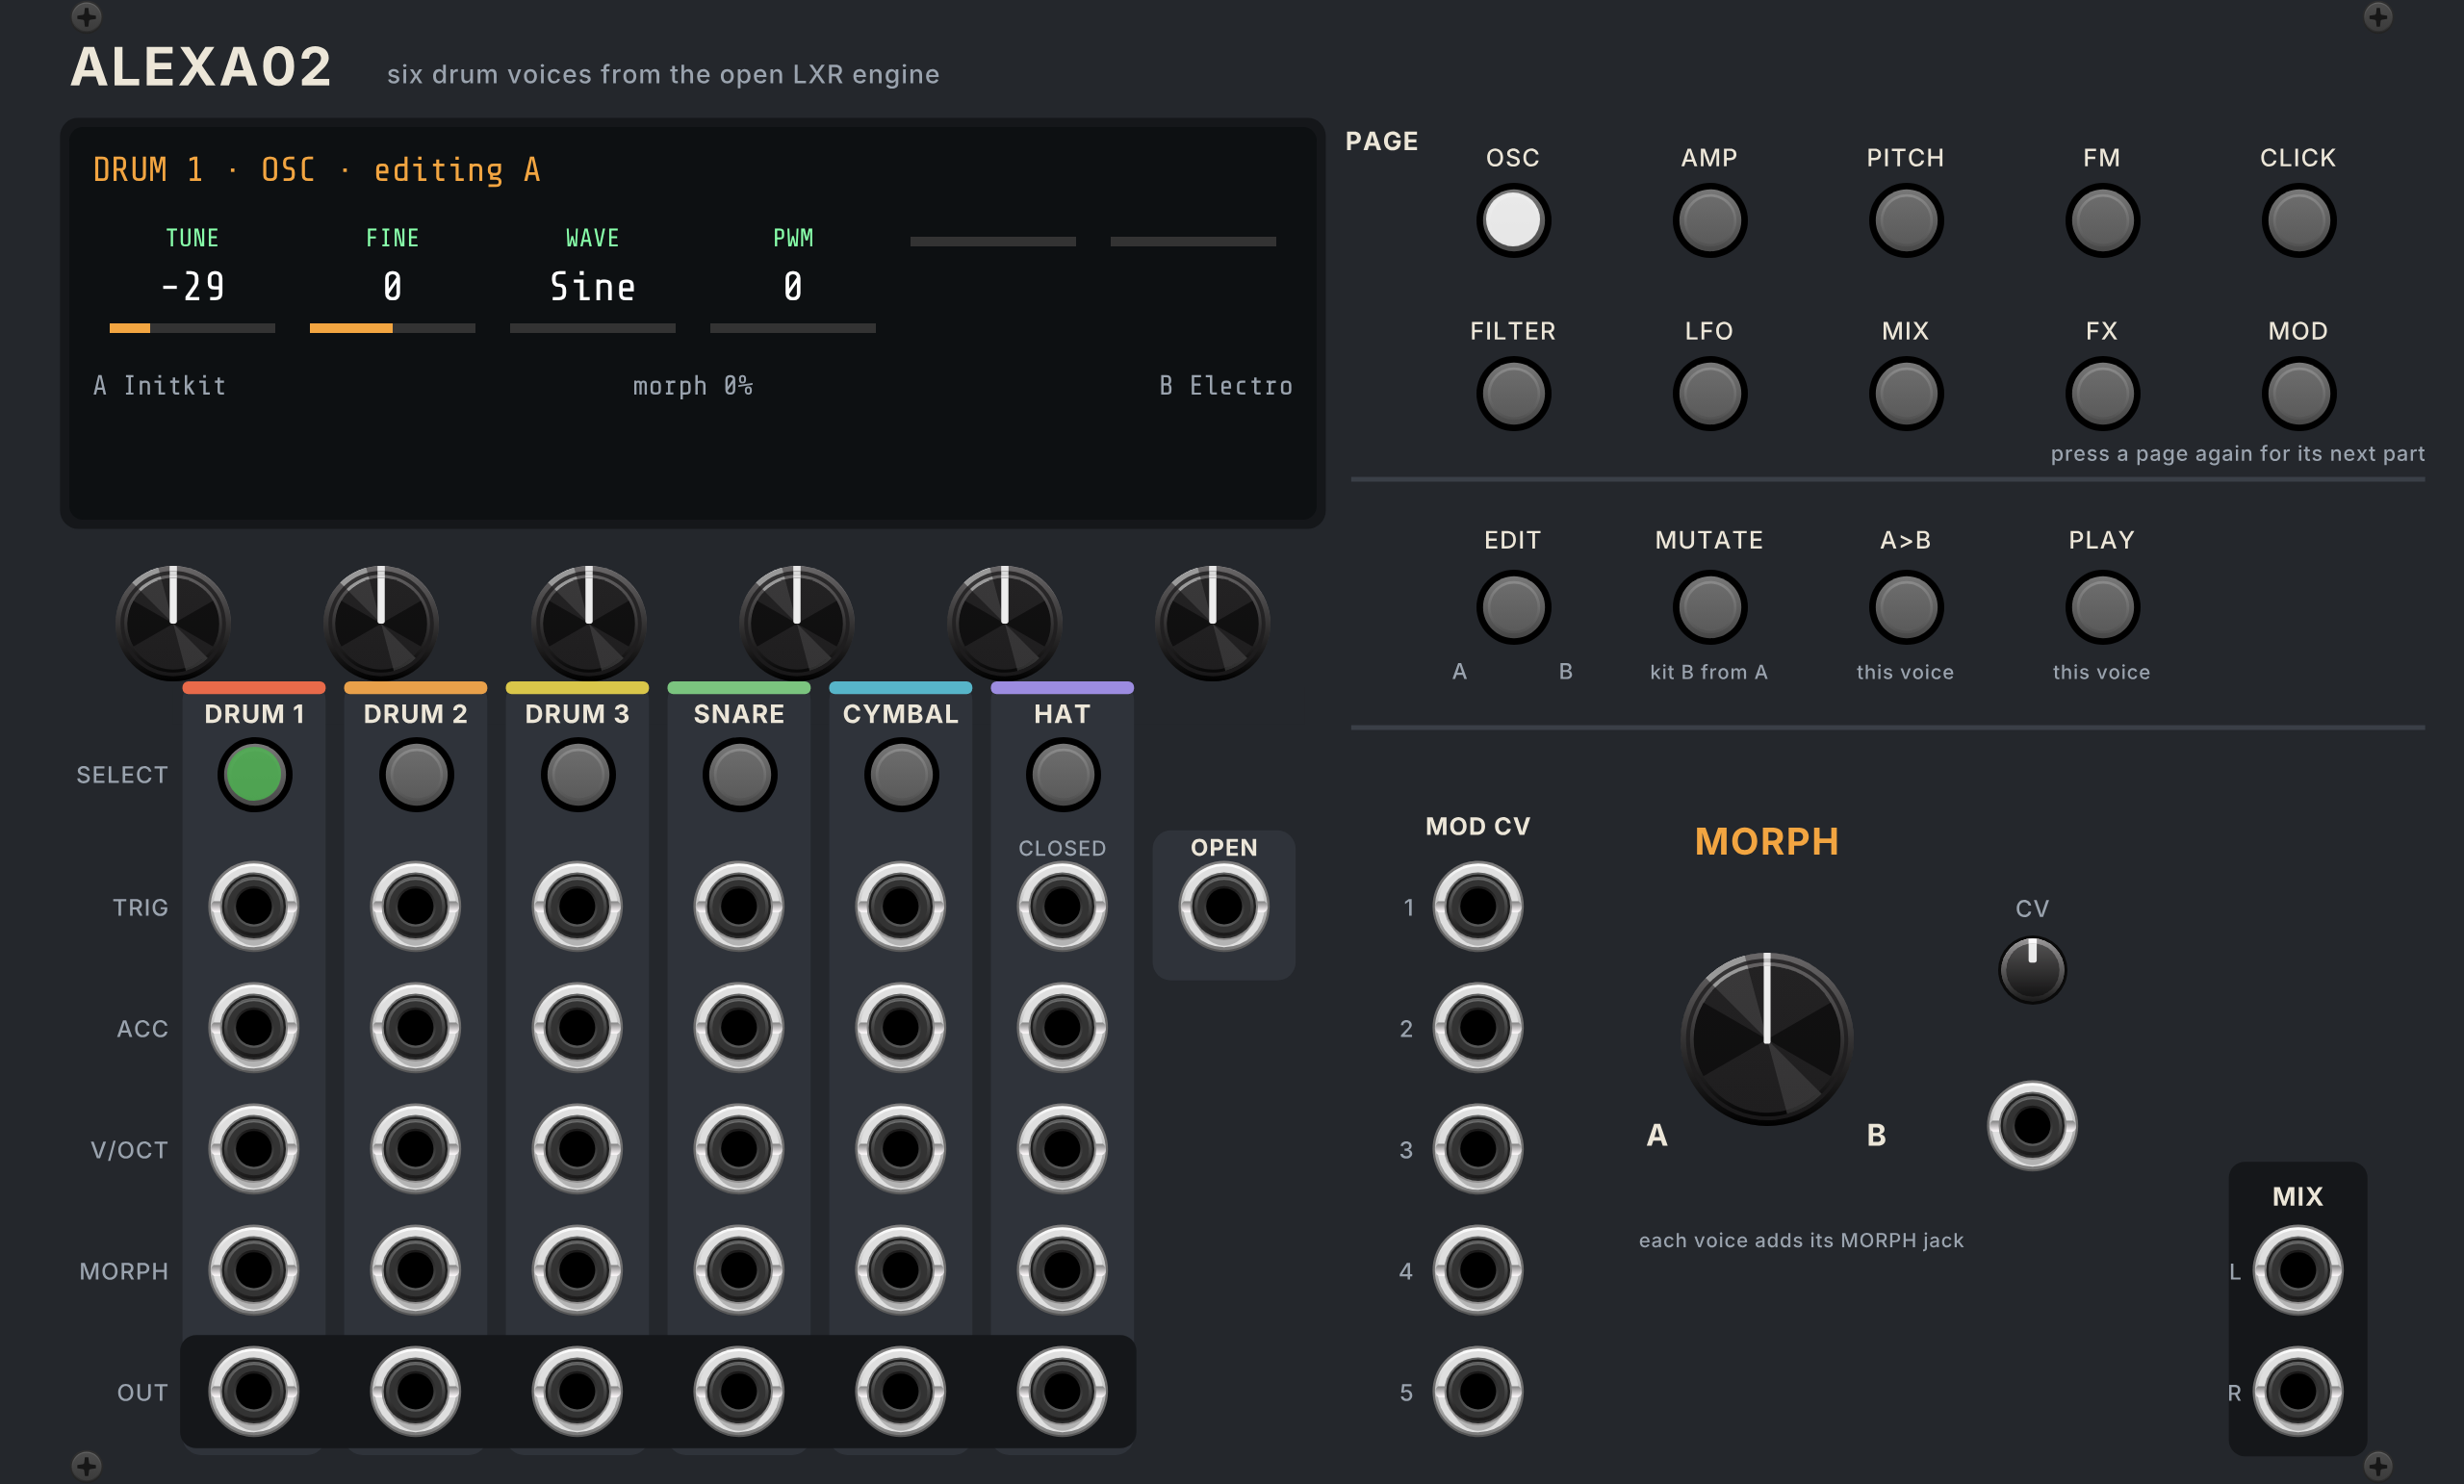 ALEXA02
six drum voices from the open LXR engine
DRUM 1 · OSC · editing A
TUNE FINE WAVE PWM
-29 0 Sine 0
A Initkit morph 0% B Electro
PAGE
OSC AMP PITCH FM CLICK
FILTER LFO MIX FX MOD
press a page again for its next part
EDIT MUTATE A>B PLAY
A B kit B from A this voice this voice
DRUM 1 DRUM 2 DRUM 3 SNARE CYMBAL HAT
SELECT
CLOSED OPEN
TRIG
ACC
V/OCT
MORPH
OUT
MOD CV
1
2
3
4
5
MORPH
CV
A B
each voice adds its MORPH jack
MIX
L
R